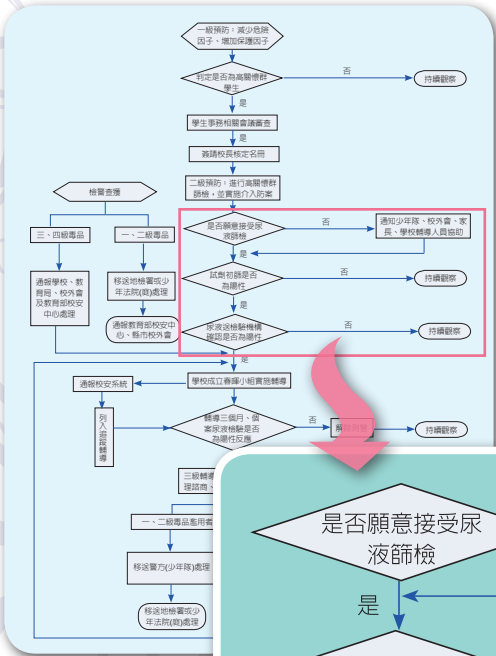 一級預防：減少危險
因子、增加保護因子
判定是否為高關懷群
學生
否
持續觀察
是
學生事務相關會議審查
簽請校長核定名冊
二級預防：進行高關懷群
篩檢，並實施介入防案
是否願意接受尿
液篩檢
否
通知少年隊、校外會、家
長、學校輔導人員協助
是
試劑初篩是否
為陽性
否
持續觀察
是
尿液送檢驗機構
確認是否為陽性
否
持續觀察
是
檢警查獲
三、四級毒品
一、二級毒品
通報學校、教
育局、校外會
及教育部校安
中心處理
移送地檢署或少
年法院(庭)處理
通報教育部校安中
心、縣市校外會
通報校安系統
學校成立春暉小組實施輔導
列入追蹤輔導
輔導三個月、個
案尿液檢驗是否
為陽性反應
否
持續觀察
三級輔導
理諮商、
一、二級毒品濫用者
移送警方(少年隊)處理
移送地檢署或少
年法院(庭)處理
是否願意接受尿
液篩檢
是